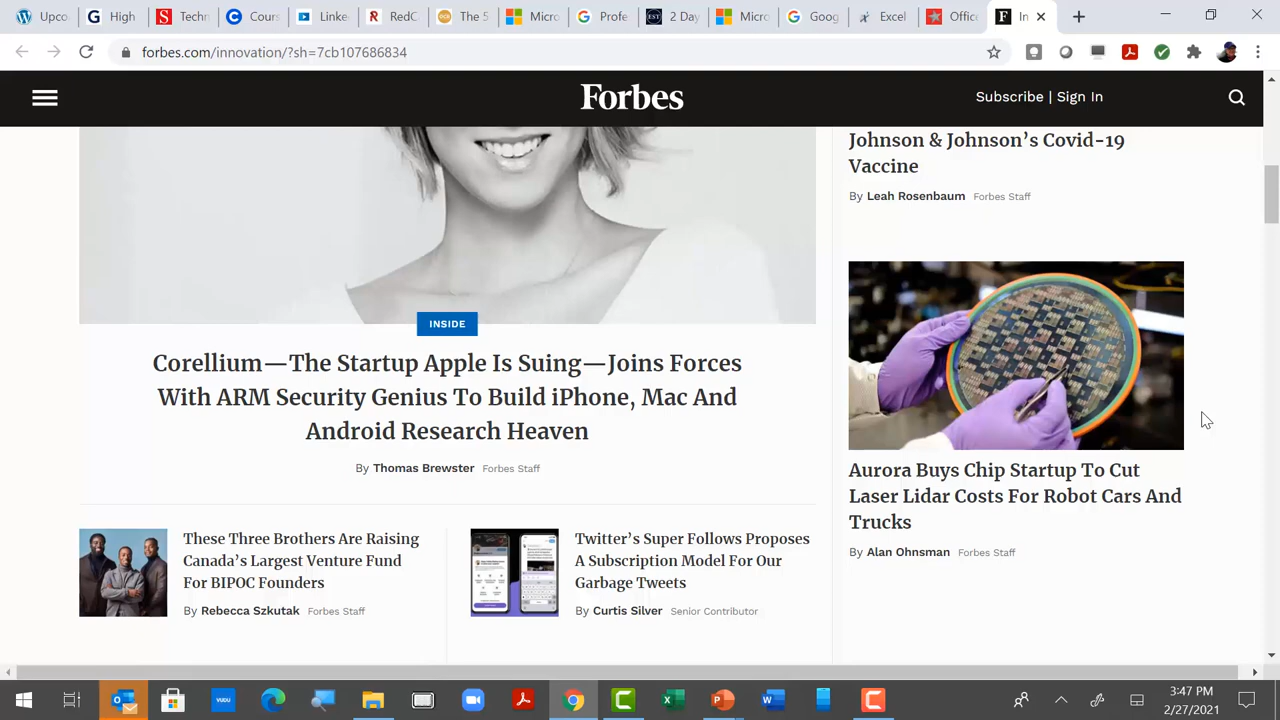 Upco
High
Techn
Cours
Linke
RedC
The 5
Micro
Profe
2 Day
Micro
Goog
Excel
Offic
In
forbes.com/innovation/?sh=7cb107686834
Forbes
Subscribe | Sign In
Johnson & Johnson’s Covid-19
Vaccine
By Leah Rosenbaum Forbes Staff
INSIDE
Corellium—The Startup Apple Is Suing—Joins Forces
With ARM Security Genius To Build iPhone, Mac And
Android Research Heaven
By Thomas Brewster Forbes Staff
Aurora Buys Chip Startup To Cut
Laser Lidar Costs For Robot Cars And
Trucks
By Alan Ohnsman Forbes Staff
These Three Brothers Are Raising
Canada’s Largest Venture Fund
For BIPOC Founders
By Rebecca Szkutak Forbes Staff
Twitter’s Super Follows Proposes
A Subscription Model For Our
Garbage Tweets
By Curtis Silver Senior Contributor
3:47 PM
2/27/2021